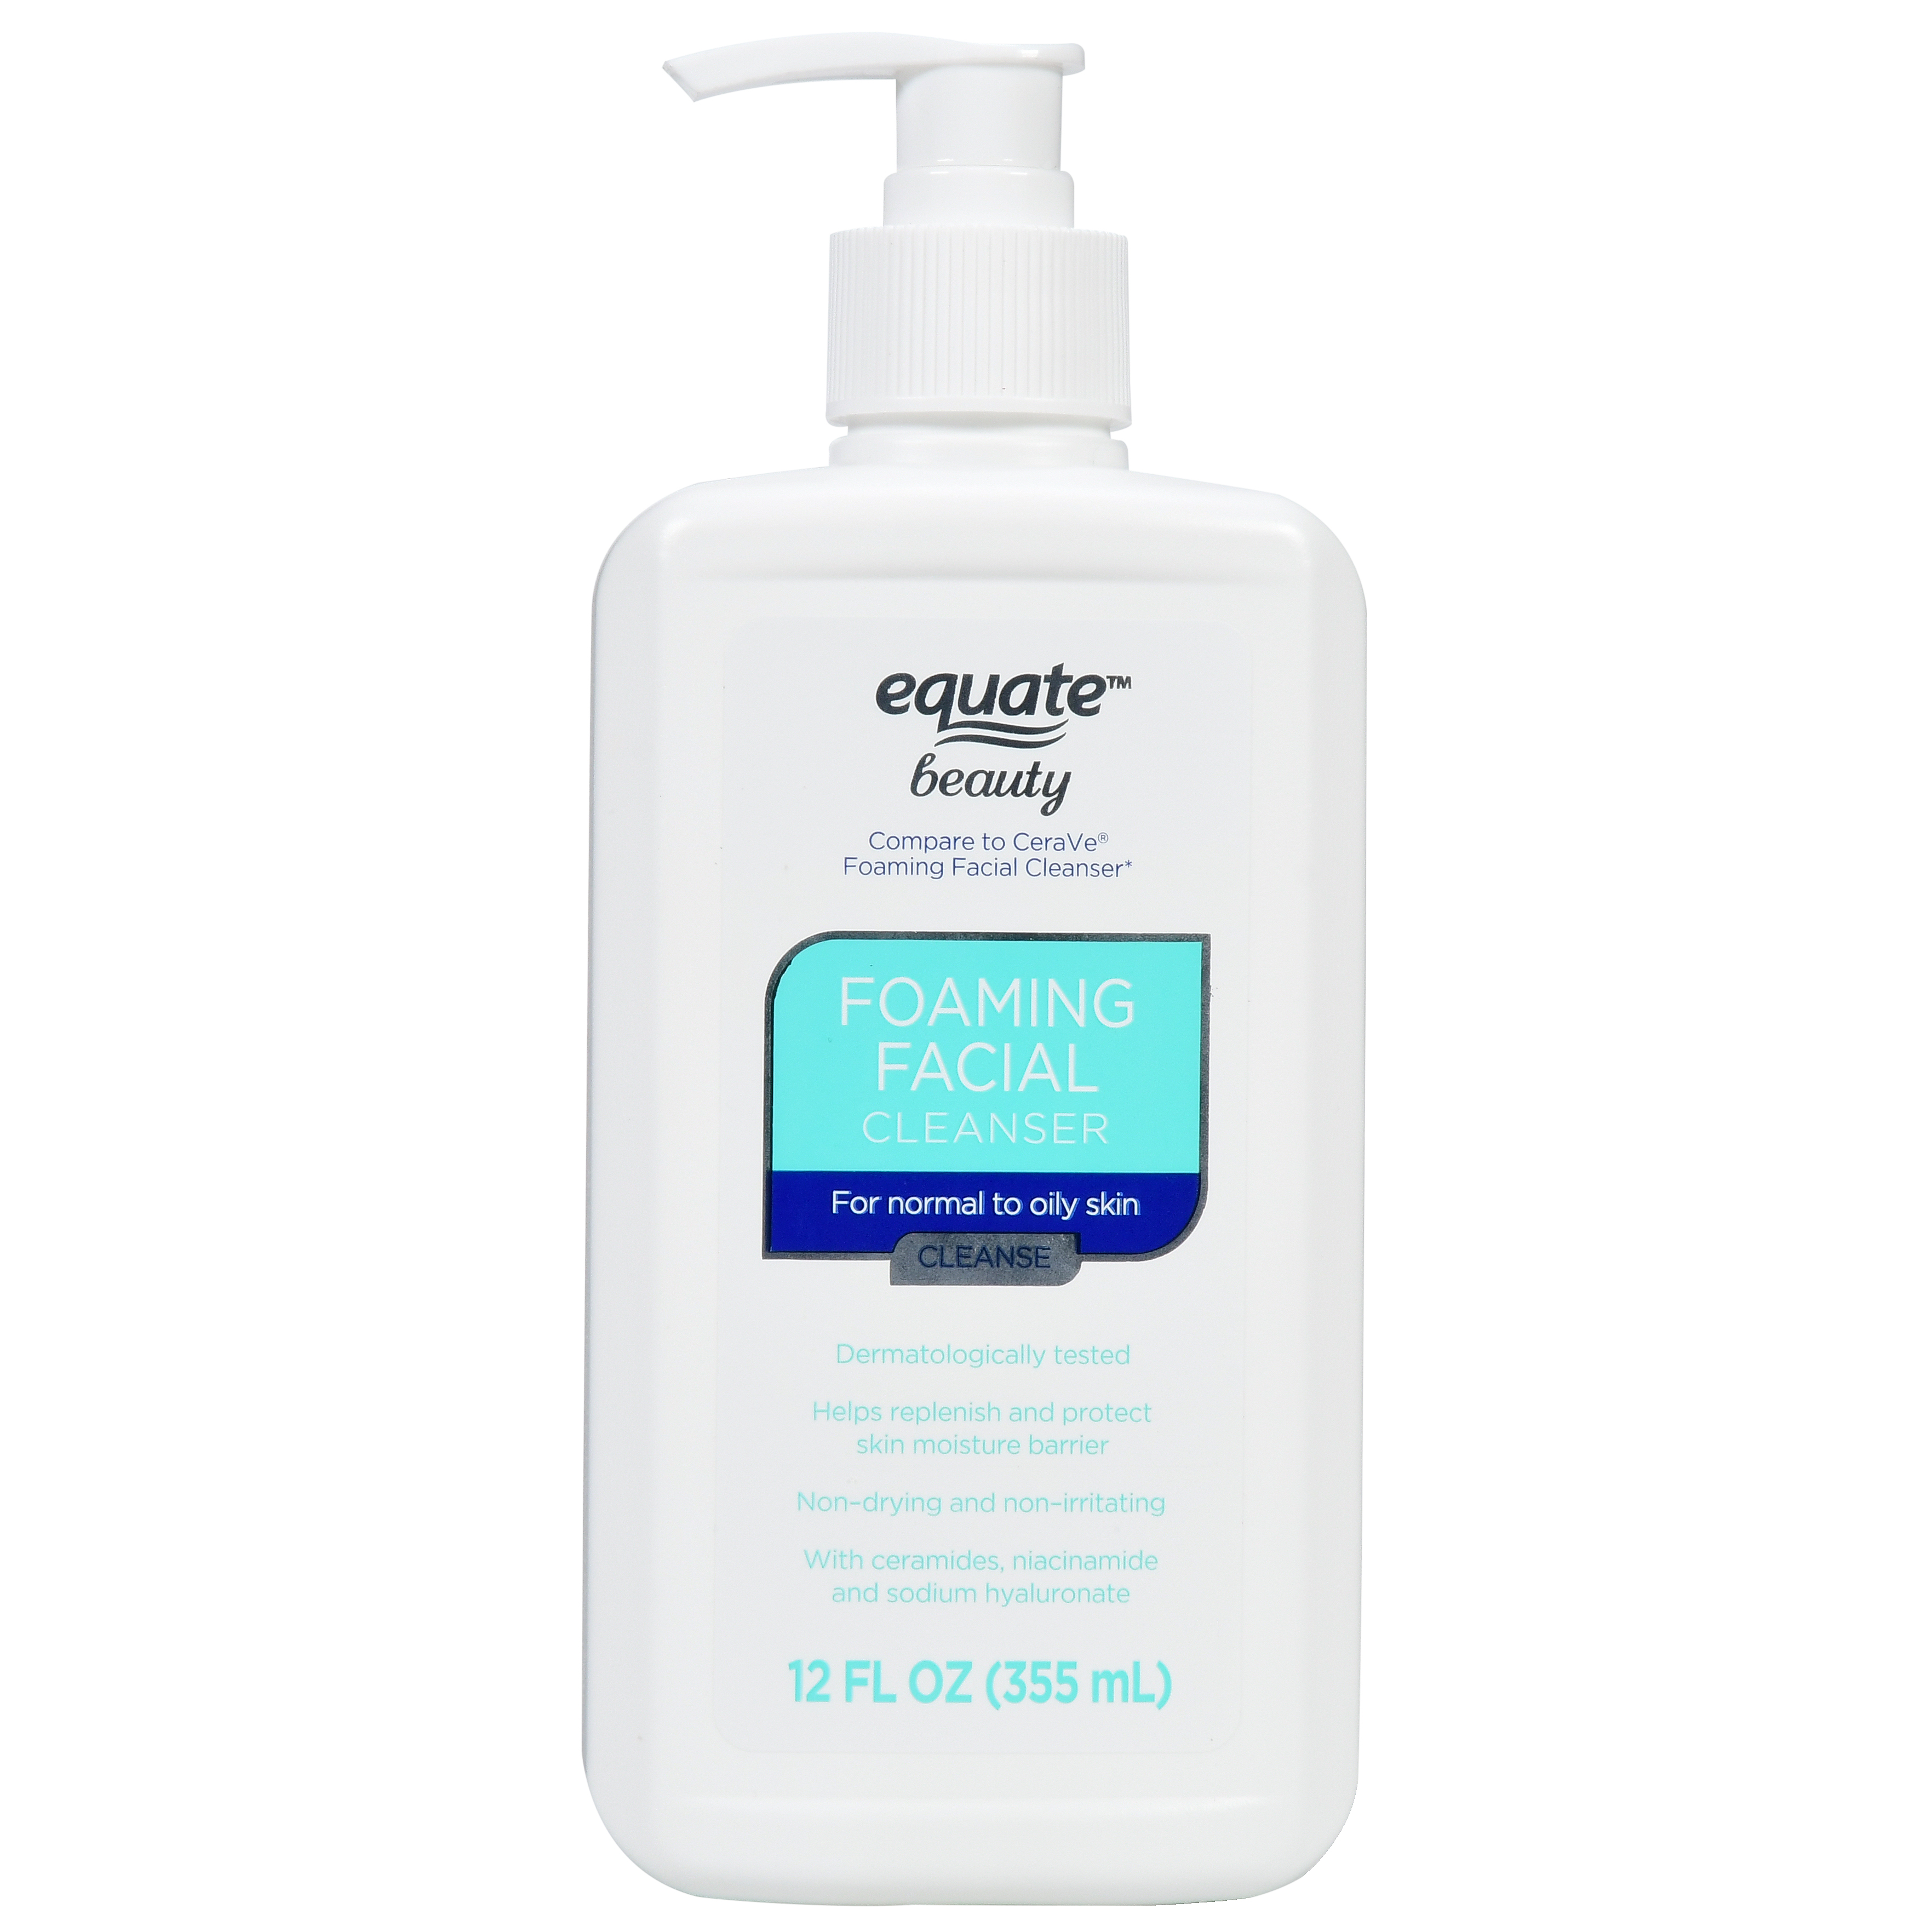 equate™
beauty
Compare to CeraVe®
Foaming Facial Cleanser*
FOAMING
FACIAL
CLEANSER
For normal to oily skin
CLEANSE
Dermatologically tested
Helps replenish and protect
skin moisture barrier
Non-drying and non-irritating
With ceramides, niacinamide
and sodium hyaluronate
12 FL OZ (355 mL)